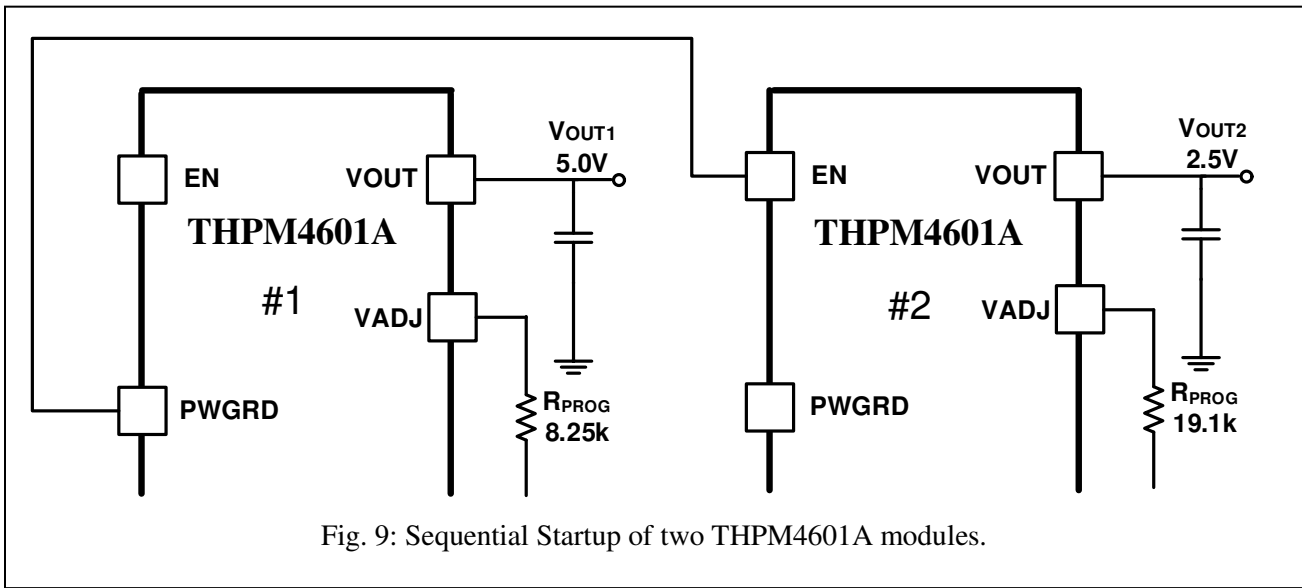 EN
VOUT
VOUT1
5.0V
THPM4601A
#1
VADJ
PWGRD
RPROG
8.25k
EN
VOUT
VOUT2
2.5V
THPM4601A
#2
VADJ
PWGRD
RPROG
19.1k
Fig. 9: Sequential Startup of two THPM4601A modules.